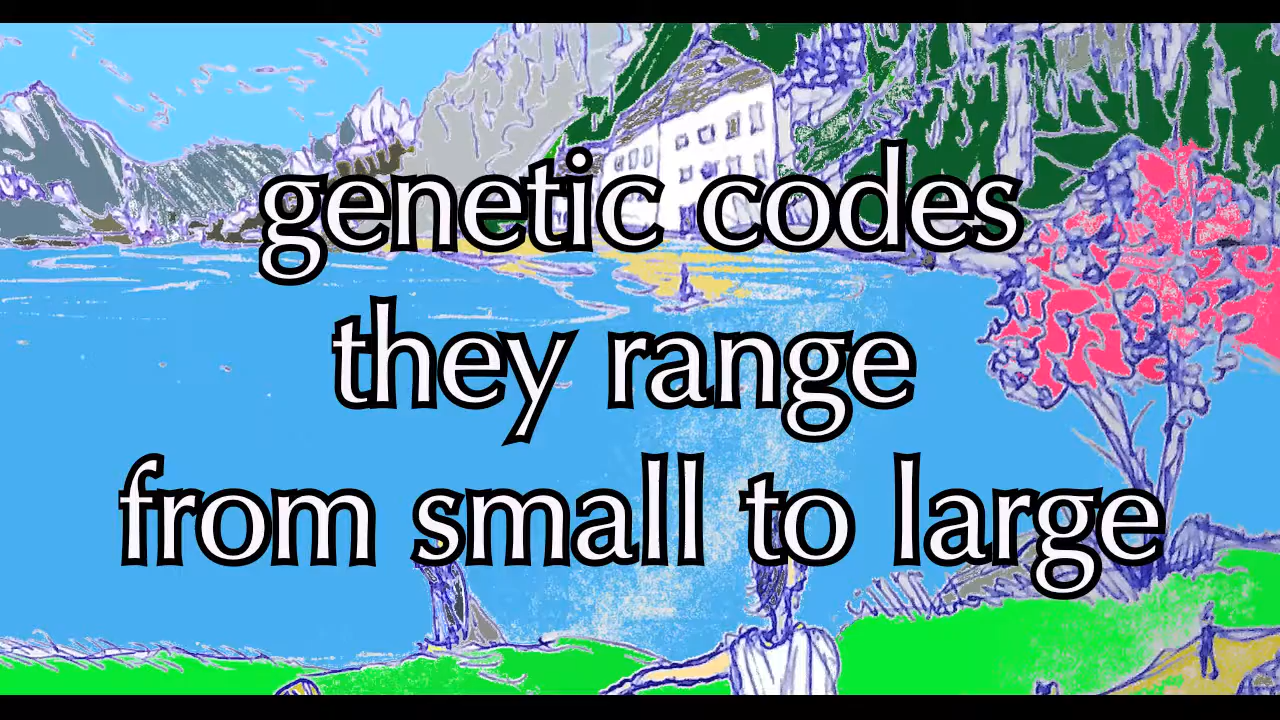 genetic codes
they range
from small to large